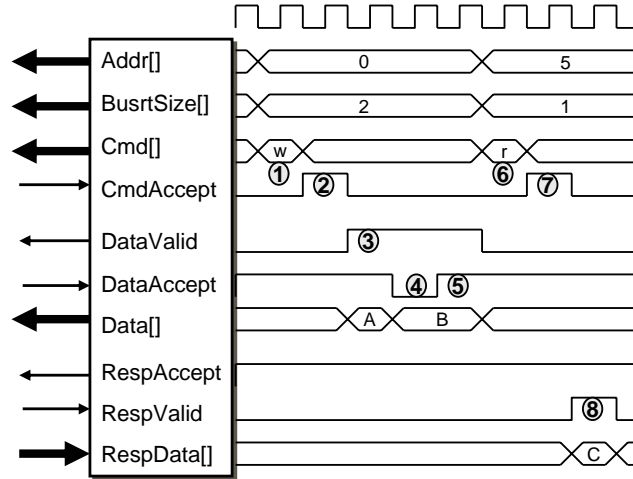 Addr[] 0 5
BusrtSize[] 2 1
Cmd[] w r
1 6
CmdAccept 2 7
DataValid 3
DataAccept 4 5
Data[] A B
RespAccept
RespValid 8
RespData[] C